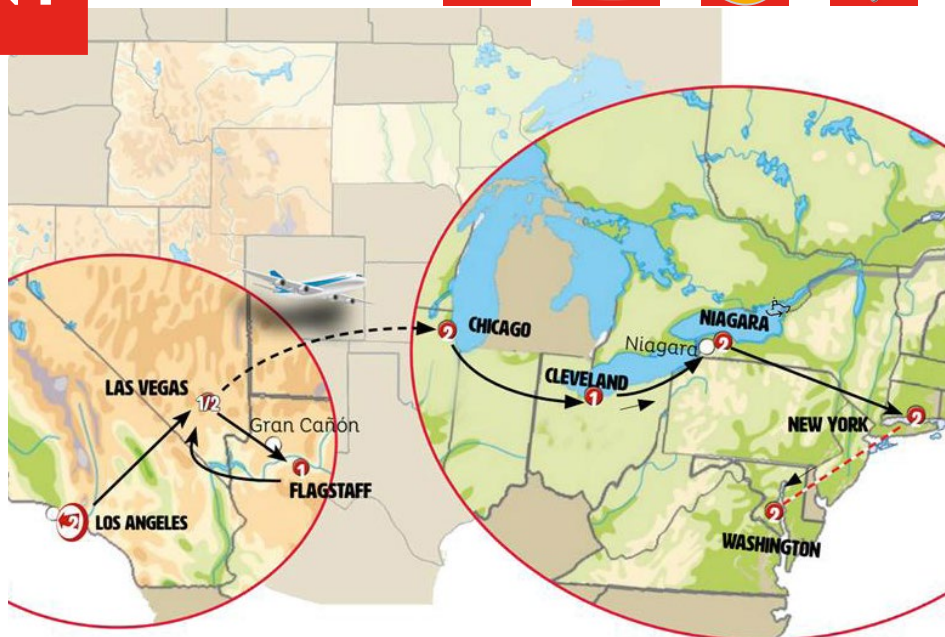 CHICAGO
2
NIAGARA
Niagara
2
CLEVELAND
1
LAS VEGAS
1/2
Gran Cañón
1
FLAGSTAFF
NEW YORK
2
2
LOS ANGELES
2
WASHINGTON